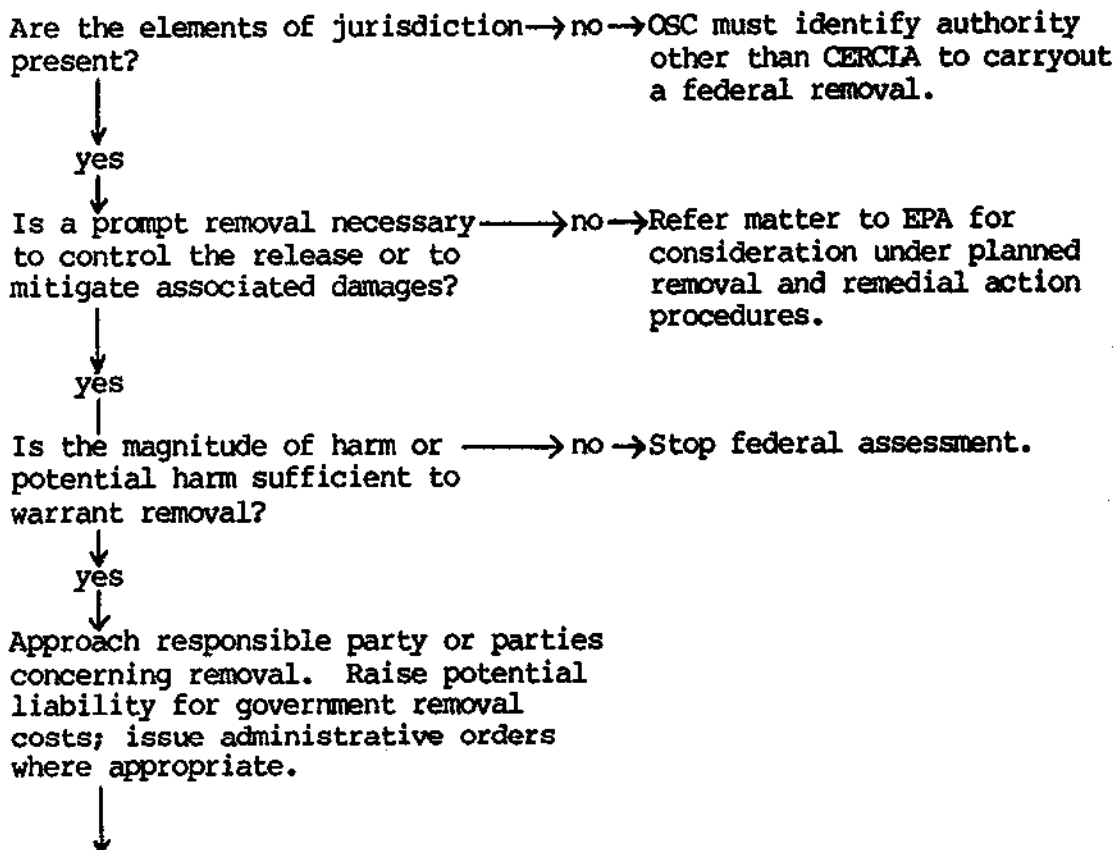 Are the elements of jurisdiction→no→OSC must identify authority
present? other than CERCLA to carryout
a federal removal.
yes
Is a prompt removal necessary→no→Refer matter to EPA for
to control the release or to consideration under planned
mitigate associated damages? removal and remedial action
procedures.
yes
Is the magnitude of harm or→no→Stop federal assessment.
potential harm sufficient to
warrant removal?
yes
Approach responsible party or parties
concerning removal. Raise potential
liability for government removal
costs; issue administrative orders
where appropriate.